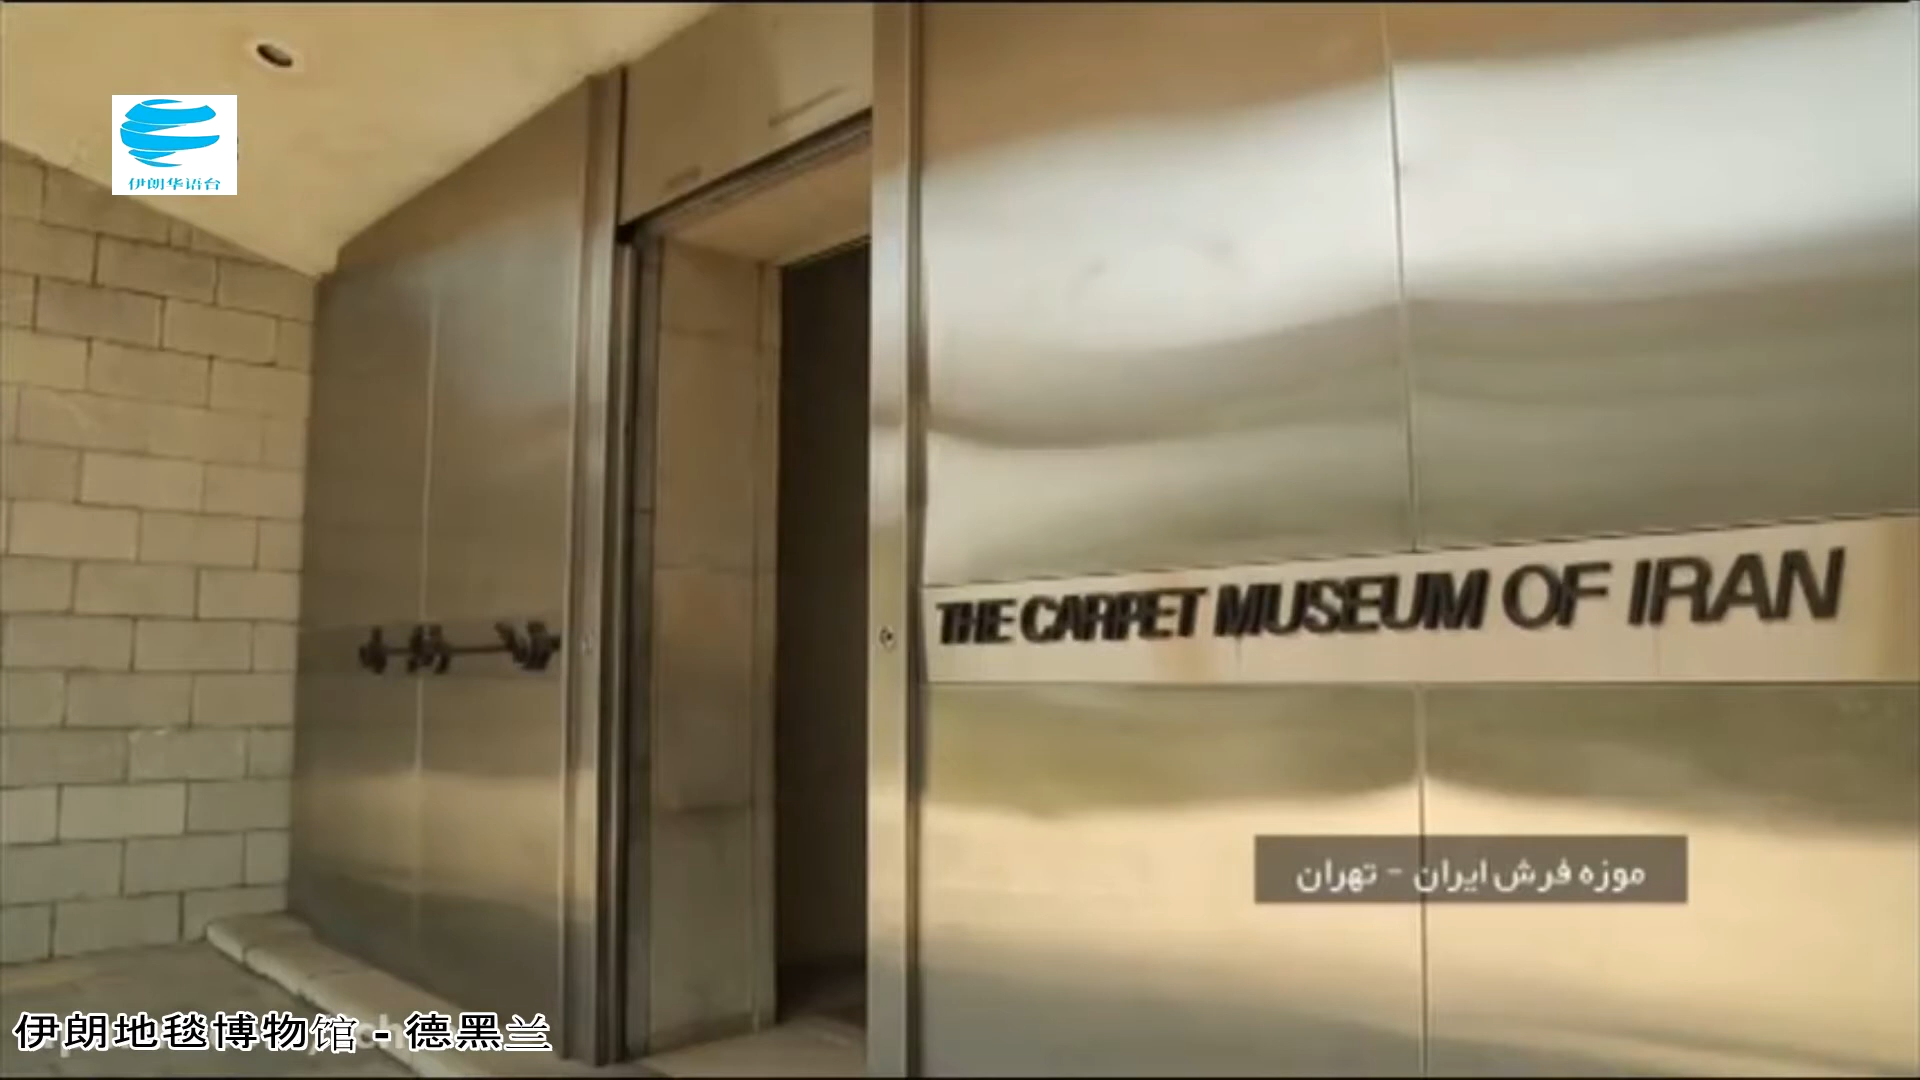 伊朗华语台
THE CARPET MUSEUM OF IRAN
موزه فرش ایران - تهران
伊朗地毯博物馆 - 德黑兰